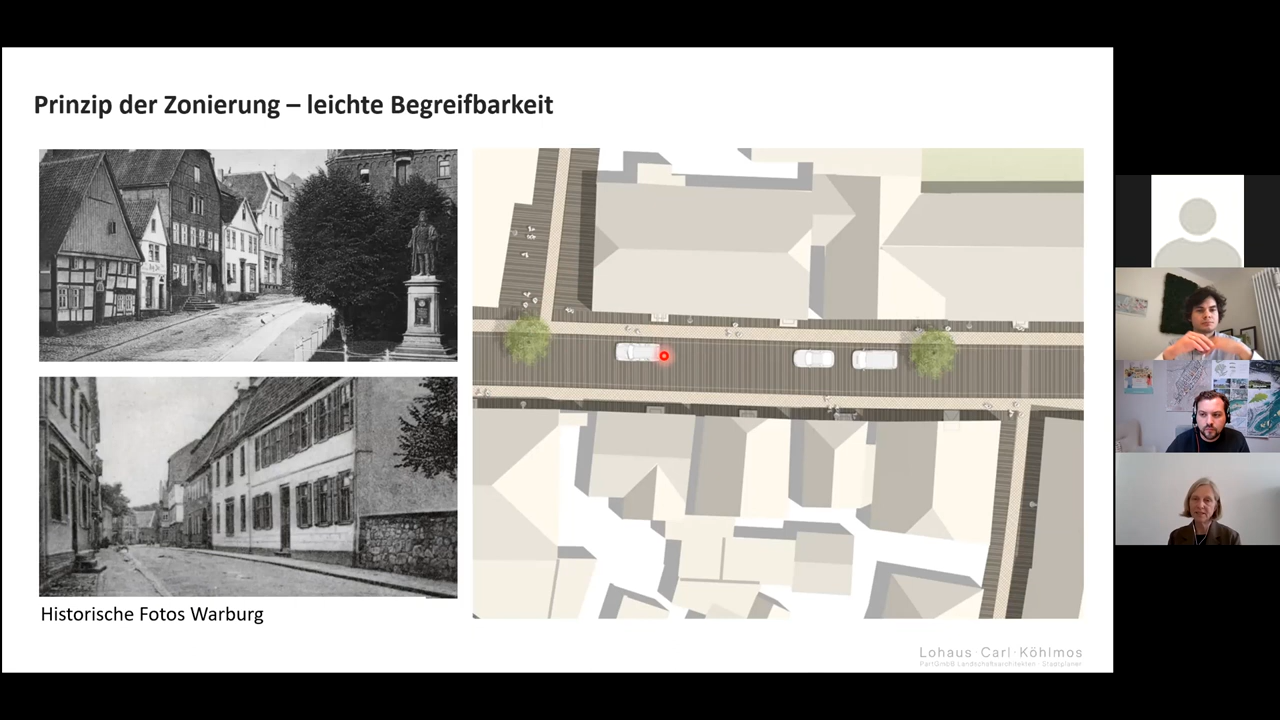 Prinzip der Zonierung – leichte Begreifbarkeit
Historische Fotos Warburg
Lohaus · Carl · Köhlmos
PartGmbB Landschaftsarchitekten · Stadtplaner